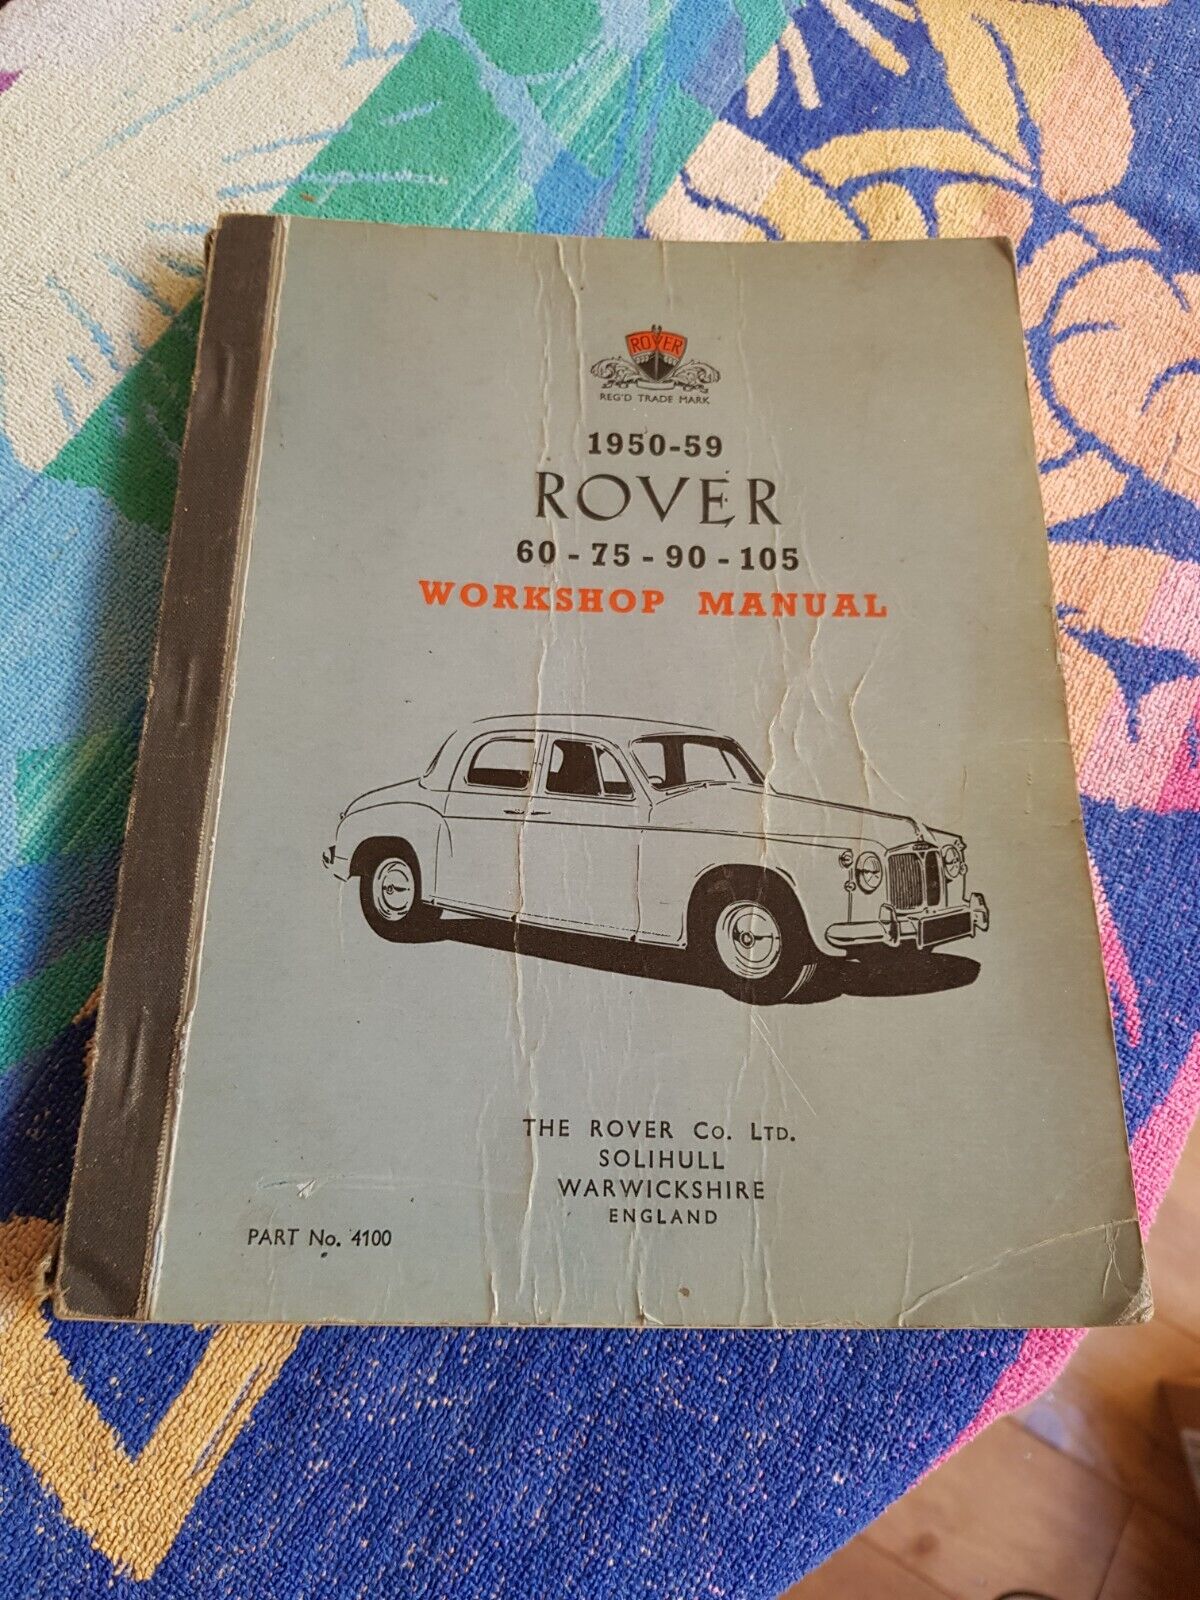 ROVER
REG'D TRADE MARK
1950-59
ROVER
60 - 75 - 90 - 105
WORKSHOP MANUAL
THE ROVER Co. LTD.
SOLIHULL
WARWICKSHIRE
ENGLAND
PART No. 4100